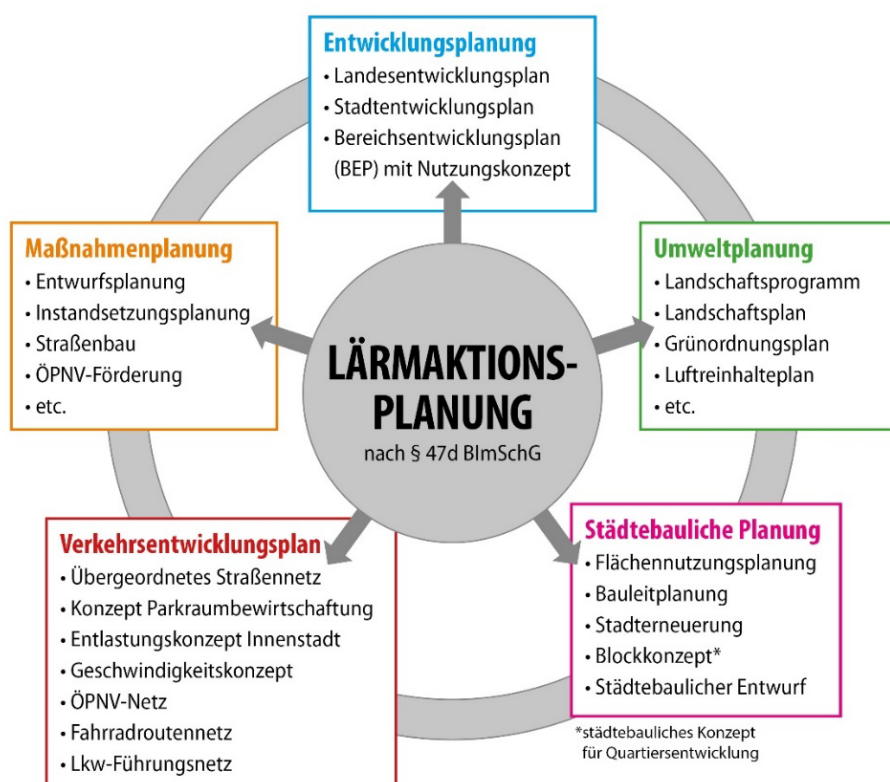 Entwicklungsplanung
• Landesentwicklungsplan
• Stadtentwicklungsplan
• Bereichsentwicklungsplan
(BEP) mit Nutzungskonzept
Maßnahmenplanung
• Entwurfsplanung
• Instandsetzungsplanung
• Straßenbau
• ÖPNV-Förderung
• etc.
Umweltplanung
• Landschaftsprogramm
• Landschaftsplan
• Grünordnungsplan
• Luftreinhalteplan
• etc.
LÄRMAKTIONS-
PLANUNG
nach § 47d BImSchG
Verkehrsentwicklungsplan
• Übergeordnetes Straßennetz
• Konzept Parkraumbewirtschaftung
• Entlastungskonzept Innenstadt
• Geschwindigkeitskonzept
• ÖPNV-Netz
• Fahrradroutennetz
• Lkw-Führungsnetz
Städtebauliche Planung
• Flächennutzungsplanung
• Bauleitplanung
• Stadterneuerung
• Blockkonzept*
• Städtebaulicher Entwurf
*städtebauliches Konzept
für Quartiersentwicklung